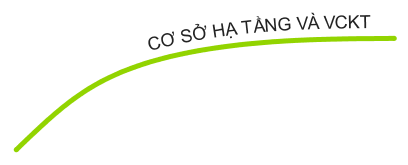 CƠ SỞ HẠ TẦNG VÀ VCKT